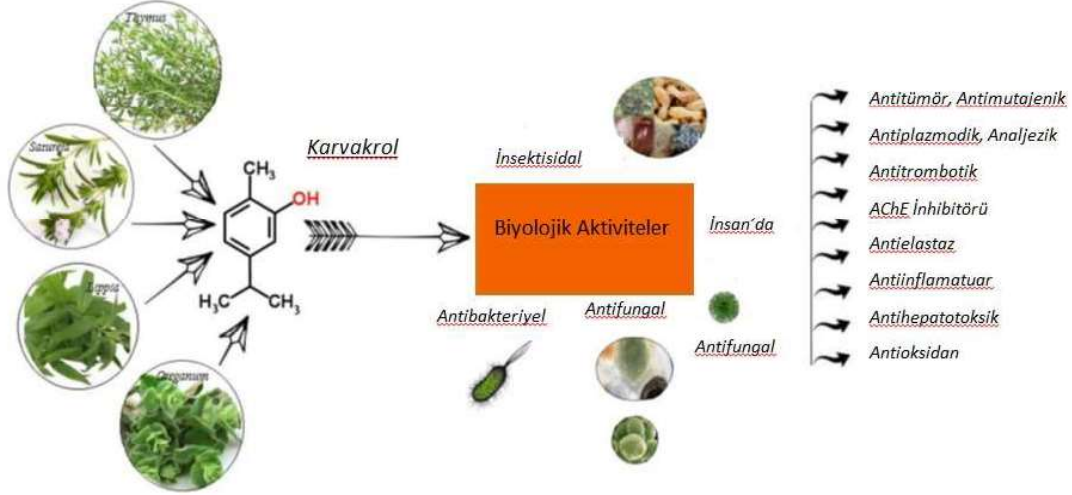 Thymus
Satureja
Lippia
Oreganum
Karvakrol
CH₃
OH
H₃C
CH₃
İnsektisidal
Biyolojik Aktiviteler
İnsan´da
Antibakteriyel
Antifungal
Antifungal
Antitümör, Antimutajenik
Antiplazmodik, Analjezik
Antitrombotik
AChE İnhibitörü
Antielastaz
Antiinflamatuar
Antihepatotoksik
Antioksidan